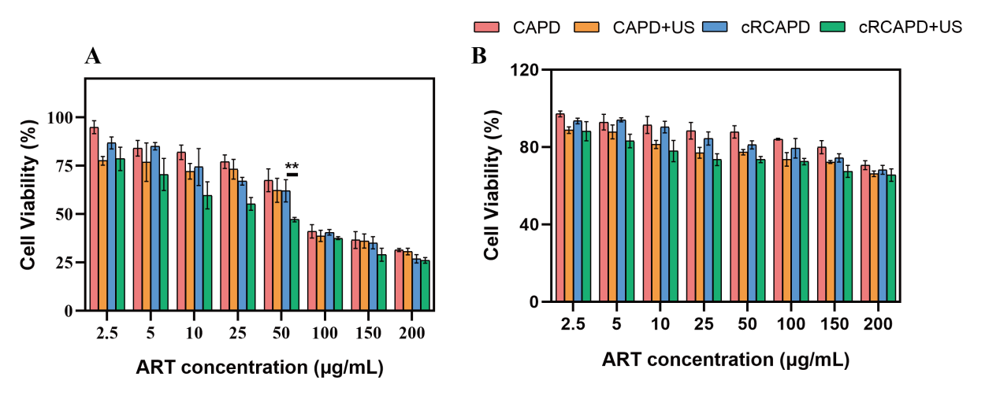 CAPD CAPD+US cRCAPD cRCAPD+US
A
Cell Viability (%)
100
75
50
25
0
**
2.5 5 10 25 50 100 150 200
ART concentration (μg/mL)
B
Cell Viability (%)
120
80
40
0
2.5 5 10 25 50 100 150 200
ART concentration (μg/mL)